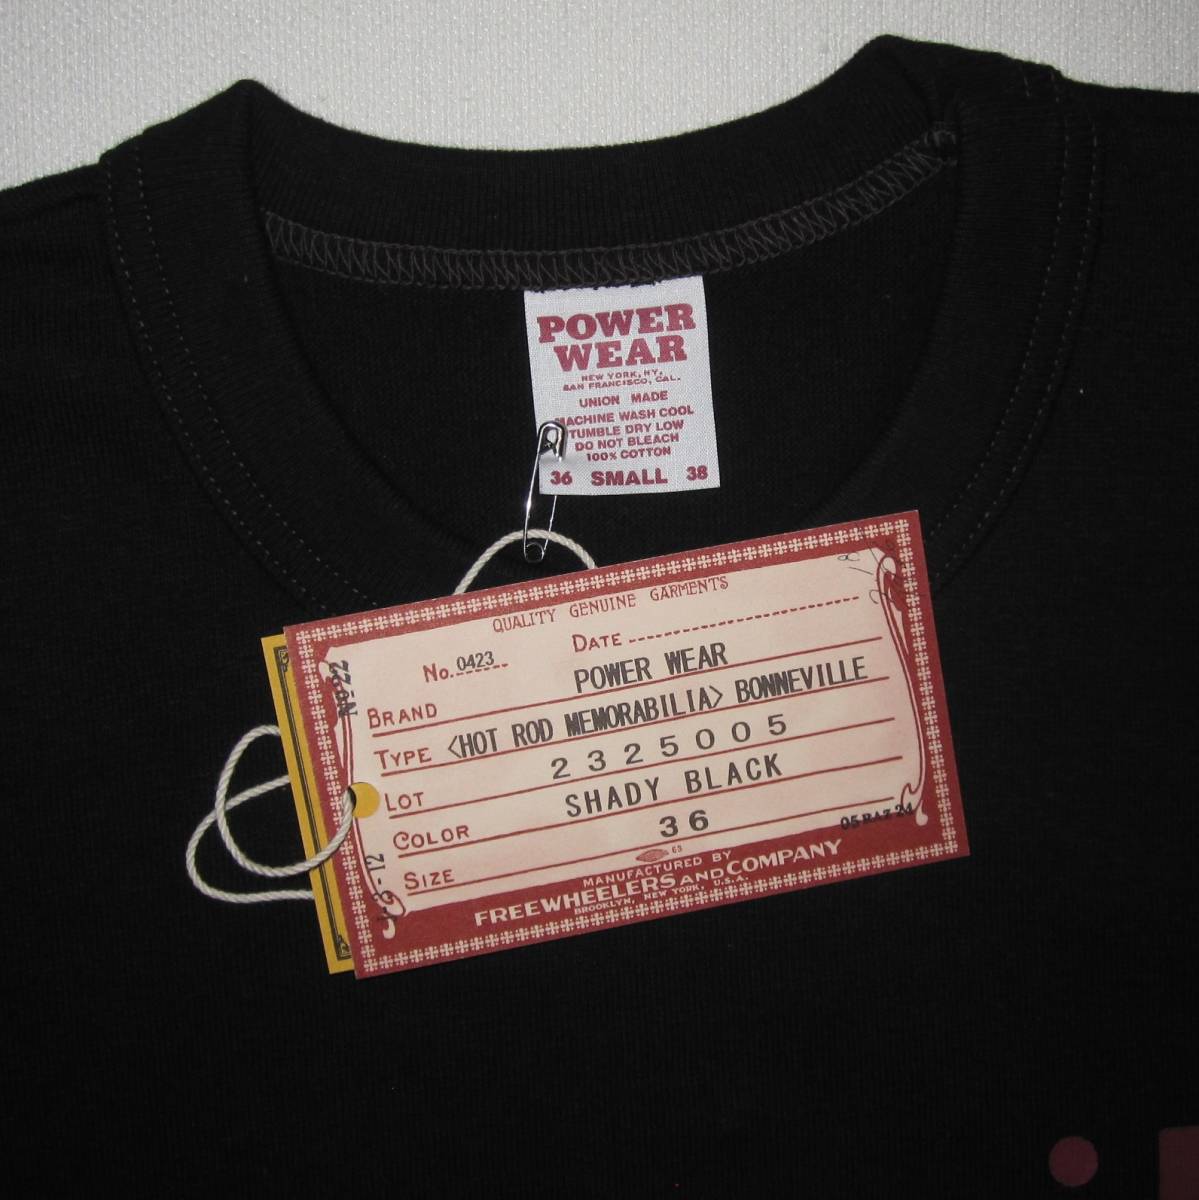 POWER
WEAR
NEW YORK, NY.
SAN FRANCISCO, CAL.
UNION MADE
MACHINE WASH COOL
TUMBLE DRY LOW
DO NOT BLEACH
100% COTTON
36 SMALL 38
QUALITY GENUINE GARMENTS
No. 0423
DATE
BRAND POWER WEAR
TYPE <HOT ROD MEMORABILIA> BONNEVILLE
LOT 2325005
COLOR SHADY BLACK
SIZE 36
63
MANUFACTURED BY
FREEWHEELERS AND COMPANY
BROOKLYN, NEW YORK, U.S.A.